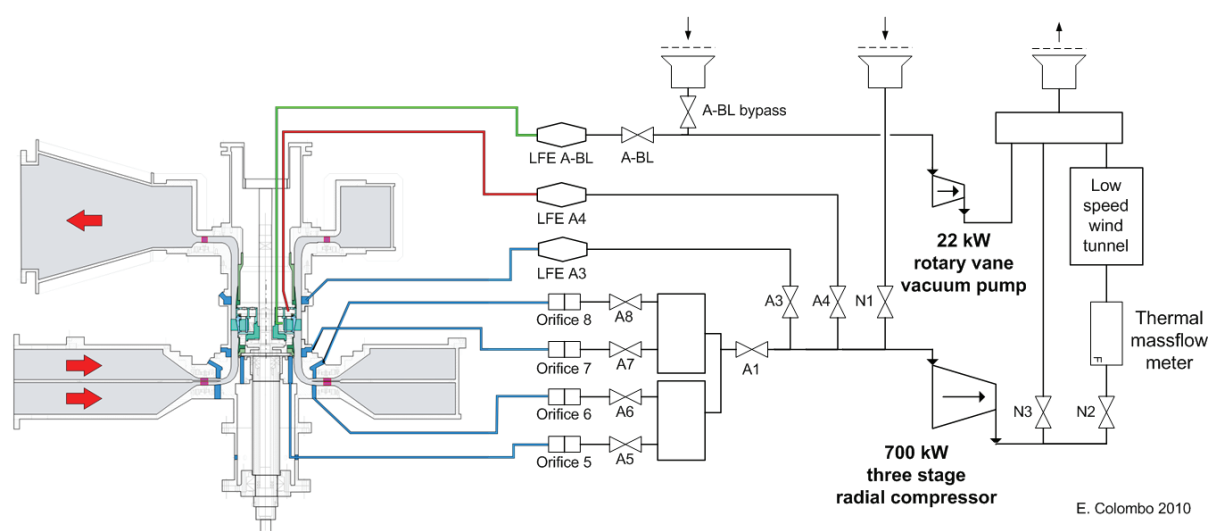 A-BL bypass
LFE A-BL
A-BL
LFE A4
22 kW
rotary vane
vacuum pump
Low
speed
wind
tunnel
LFE A3
A3
A4
N1
Orifice 8
A8
Orifice 7
A7
A1
Thermal
massflow
meter
F
Orifice 6
A6
N3
N2
Orifice 5
A5
700 kW
three stage
radial compressor
E. Colombo 2010